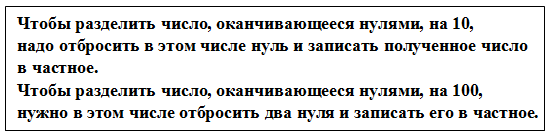 Чтобы разделить число, оканчивающееся нулями, на 10,
надо отбросить в этом числе нуль и записать полученное число
в частное.
Чтобы разделить число, оканчивающееся нулями, на 100,
нужно в этом числе отбросить два нуля и записать его в частное.